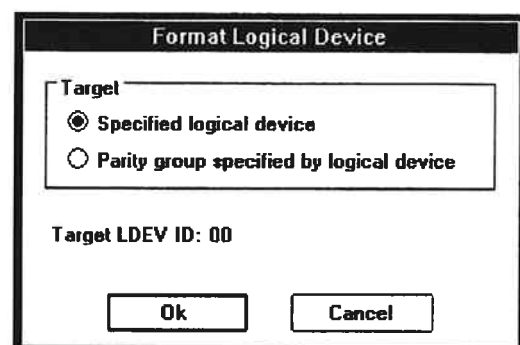 Format Logical Device
Target
Specified logical device
Parity group specified by logical device
Target LDEV ID: 00
Ok
Cancel